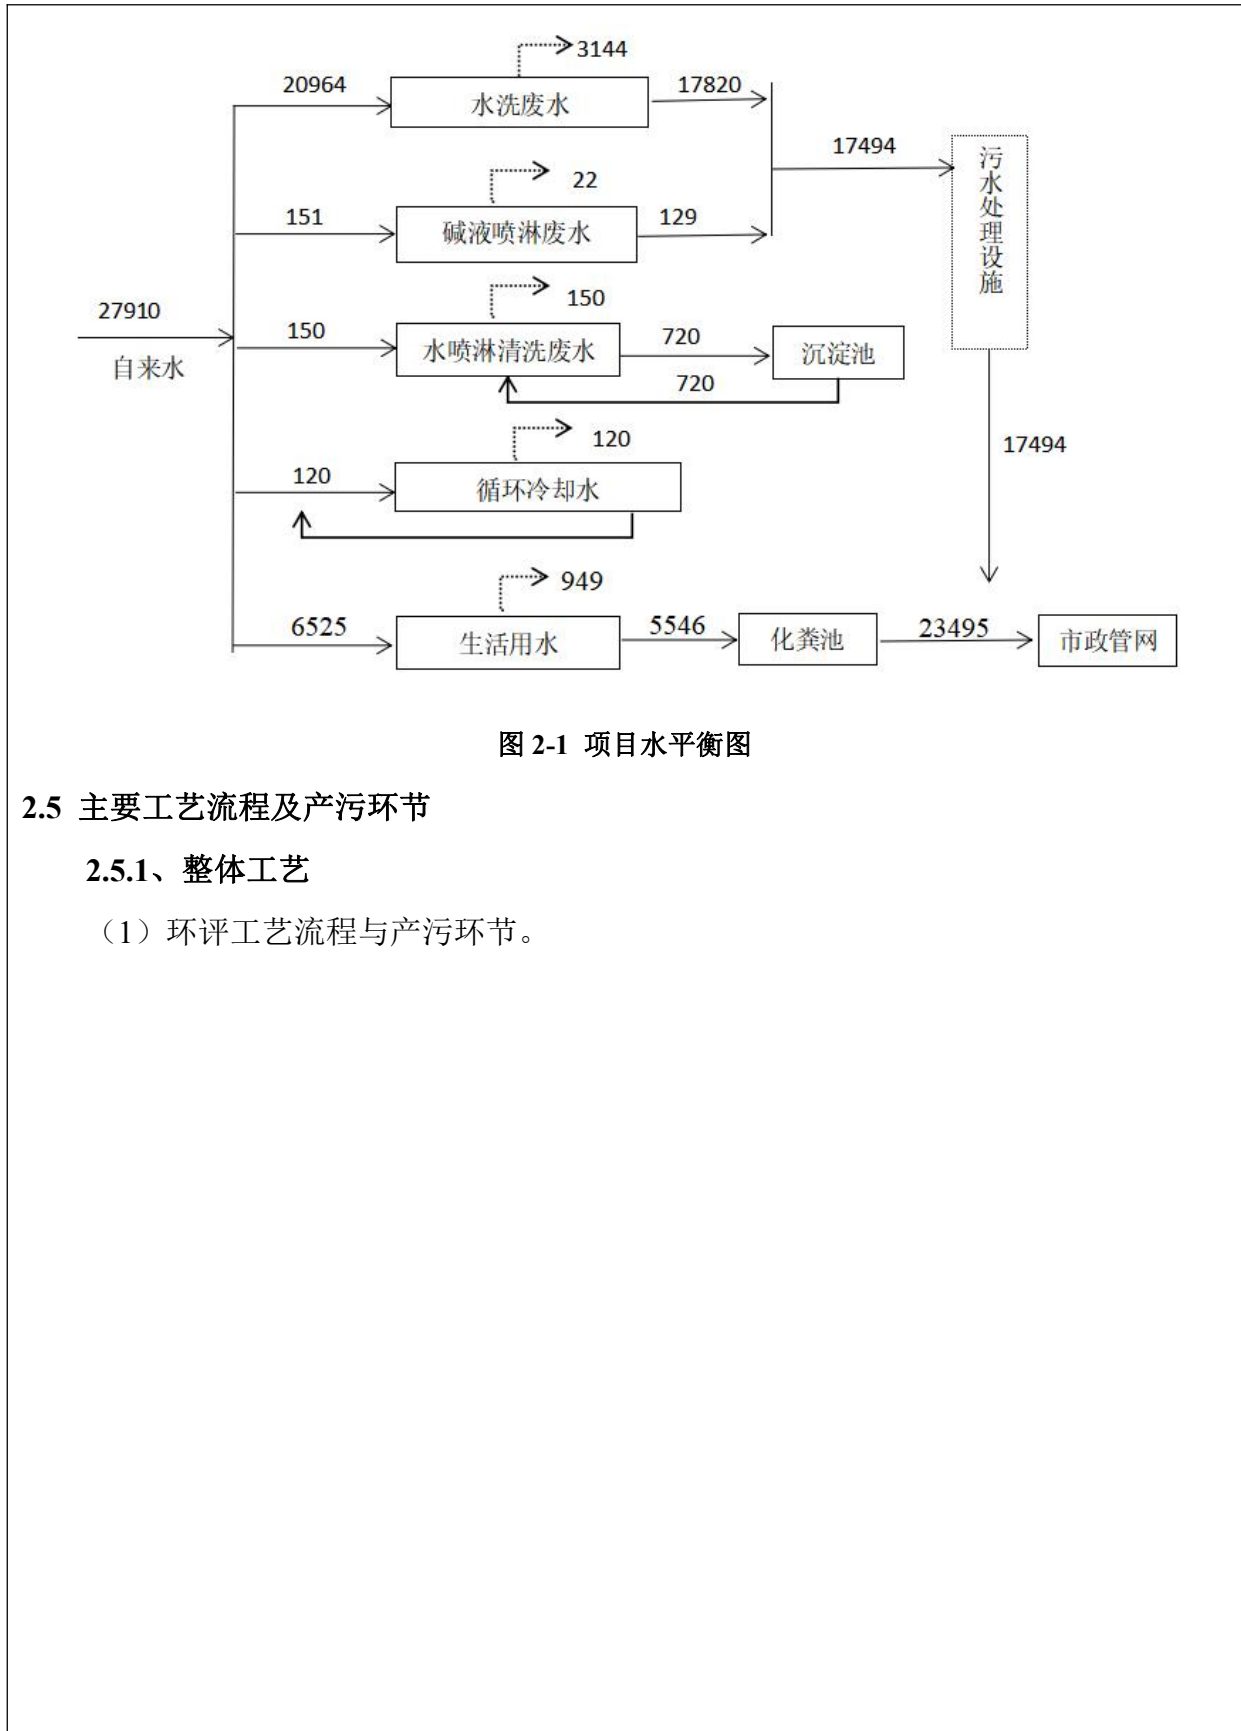 3144
20964
水洗废水
17820
17494
污水处理设施
22
151
碱液喷淋废水
129
27910
自来水
150
150
水喷淋清洗废水
720
沉淀池
720
120
120
循环冷却水
17494
949
6525
生活用水
5546
化粪池
23495
市政管网
图 2-1 项目水平衡图
2.5 主要工艺流程及产污环节
2.5.1、整体工艺
（1）环评工艺流程与产污环节。